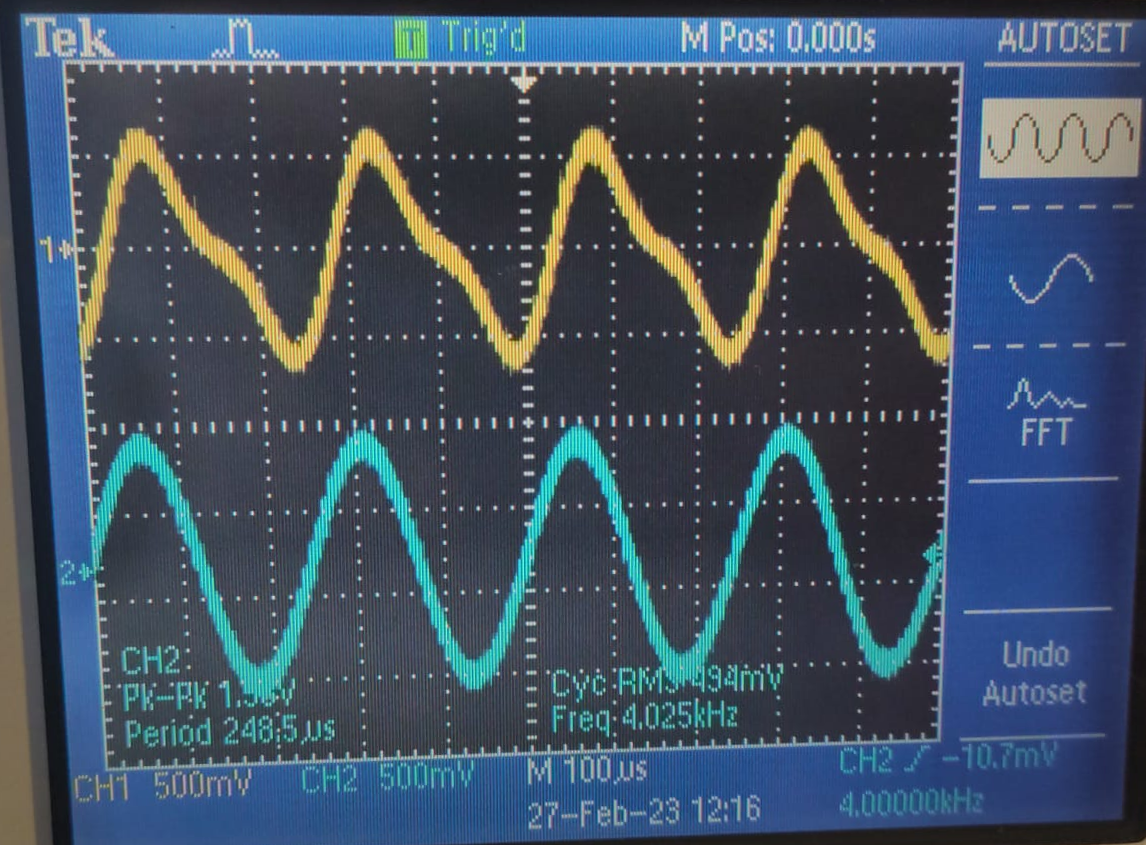 Tek T Trig'd M Pos: 0.000s AUTOSET
1
FFT
2
CH2
Pk-Pk
Period 248.5µs
Cyc RMS 494mV
Freq 4.025kHz
Undo
Autoset
CH1 500mV CH2 500mV M 100µs CH2 -10.7mV
27-Feb-23 12:16 4.00000kHz